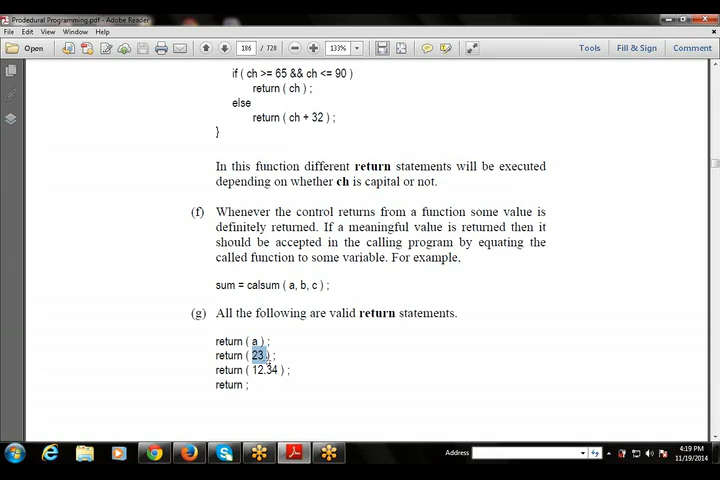 Prodedural Programming.pdf - Adobe Reader
File Edit View Window Help
Open 186 / 728 133% Tools Fill & Sign Comment
if ( ch >= 65 && ch <= 90 )
return ( ch ) ;
else
return ( ch + 32 ) ;
}
In this function different return statements will be executed
depending on whether ch is capital or not.
(f) Whenever the control returns from a function some value is
definitely returned. If a meaningful value is returned then it
should be accepted in the calling program by equating the
called function to some variable. For example,
sum = calsum ( a, b, c ) ;
(g) All the following are valid return statements.
return ( a ) ;
return ( 23 ) ;
return ( 12.34 ) ;
return ;
Address
4:19 PM
11/19/2014